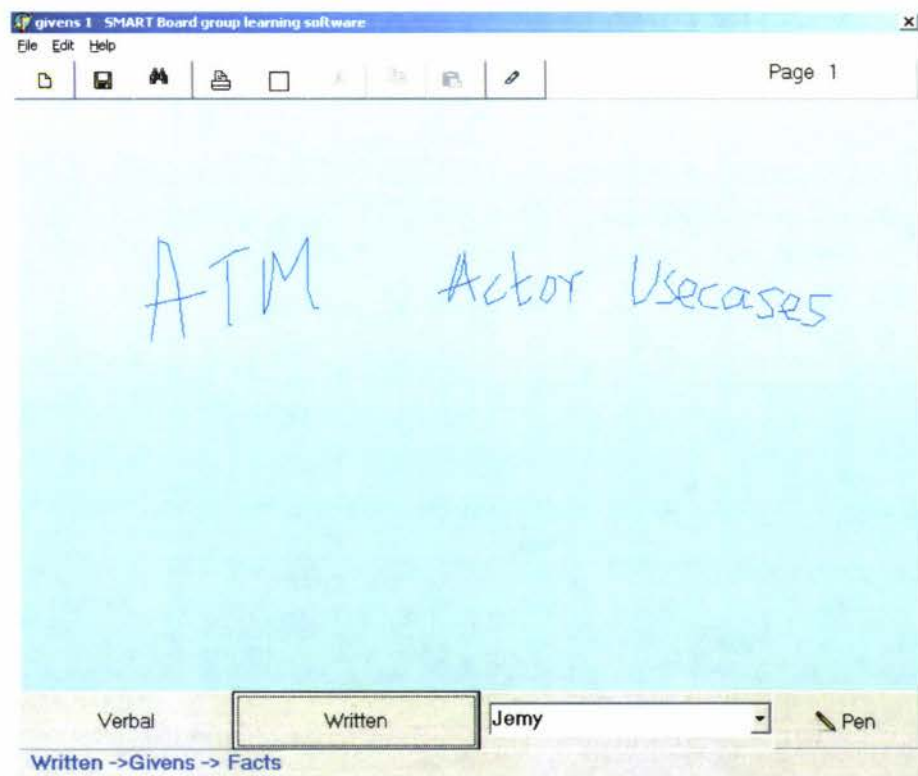 givens 1 SMART Board group learning software
File Edit Help
Page 1
ATM Actor Usecases
Verbal Written Jemy Pen
Written ->Givens -> Facts